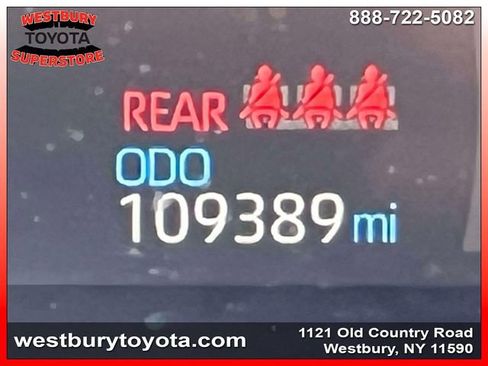 WESTBURY
TOYOTA
SUPERSTORE
888-722-5082
REAR
ODO
109389 mi
westburytoyota.com
1121 Old Country Road
Westbury, NY 11590